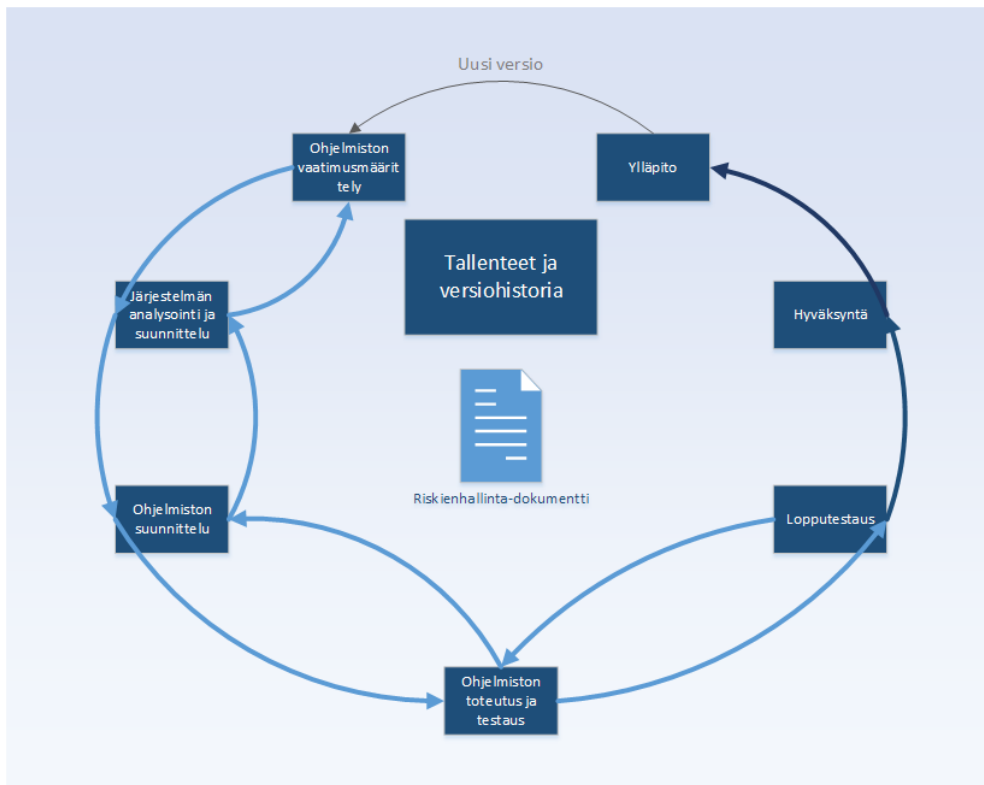 Uusi versio
Ohjelmiston
vaatimusmäärit
tely
Ylläpito
Tallenteet ja
versiohistoria
Järjestelmän
analysointi ja
suunnittelu
Hyväksyntä
Riskienhallinta-dokumentti
Ohjelmiston
suunnittelu
Lopputestaus
Ohjelmiston
toteutus ja
testaus